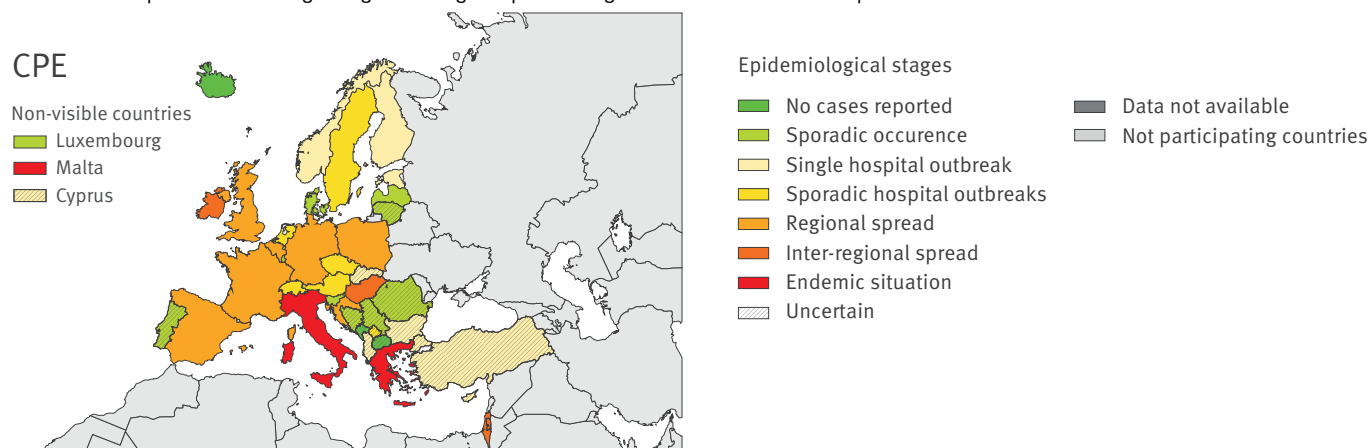 CPE
Non-visible countries
Luxembourg
Malta
Cyprus
Epidemiological stages
No cases reported
Sporadic occurence
Single hospital outbreak
Sporadic hospital outbreaks
Regional spread
Inter-regional spread
Endemic situation
Uncertain
Data not available
Not participating countries